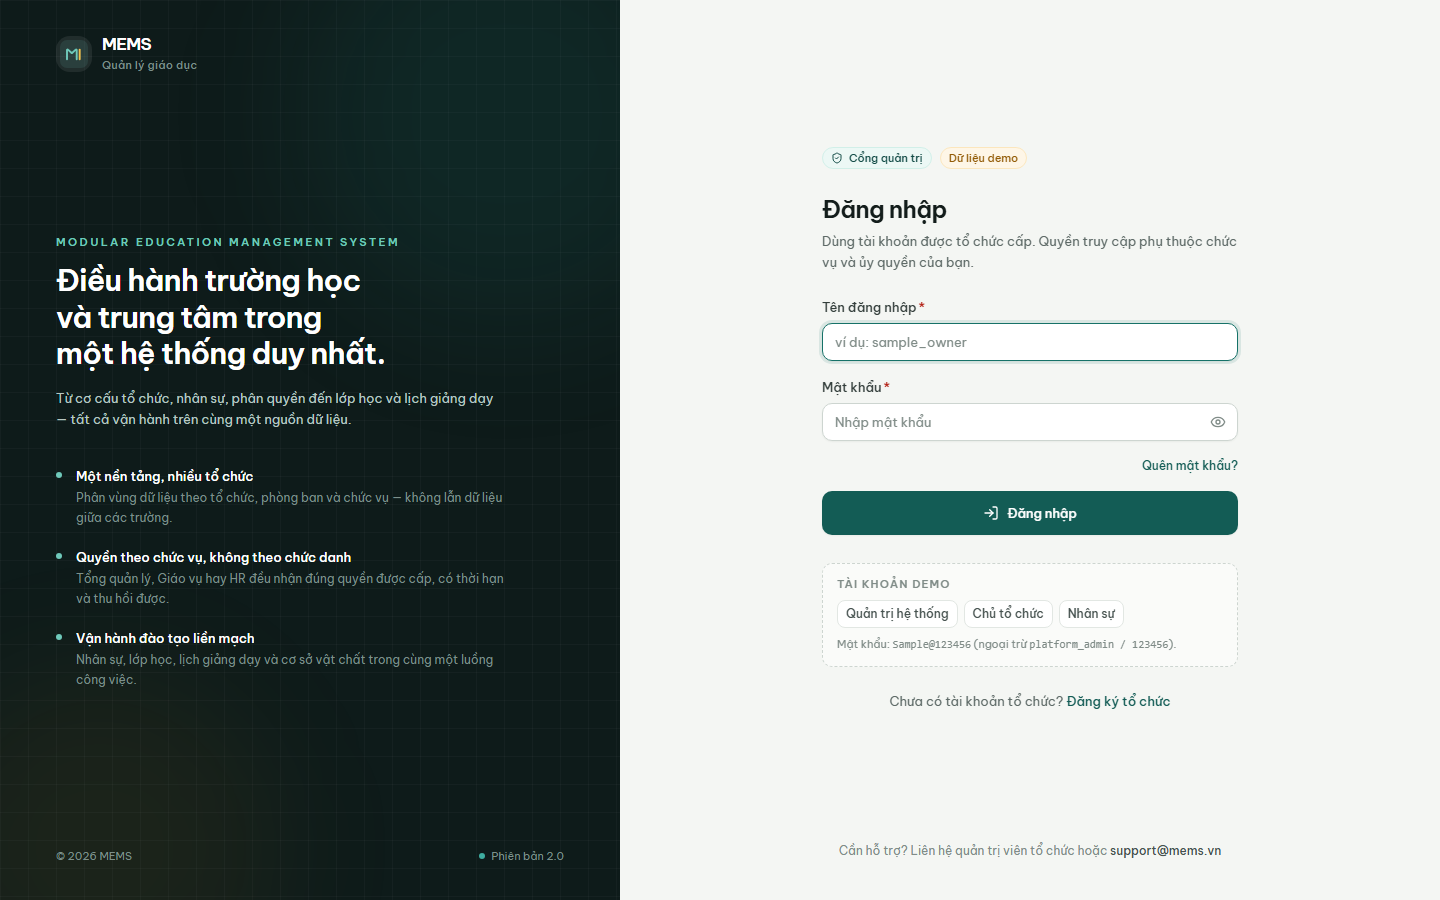 MEMS
Quản lý giáo dục
MODULAR EDUCATION MANAGEMENT SYSTEM
Điều hành trường học
và trung tâm trong
một hệ thống duy nhất.
Từ cơ cấu tổ chức, nhân sự, phân quyền đến lớp học và lịch giảng dạy
— tất cả vận hành trên cùng một nguồn dữ liệu.
Một nền tảng, nhiều tổ chức
Phân vùng dữ liệu theo tổ chức, phòng ban và chức vụ — không lẫn dữ liệu
giữa các trường.
Quyền theo chức vụ, không theo chức danh
Tổng quản lý, Giáo vụ hay HR đều nhận đúng quyền được cấp, có thời hạn
và thu hồi được.
Vận hành đào tạo liền mạch
Nhân sự, lớp học, lịch giảng dạy và cơ sở vật chất trong cùng một luồng
công việc.
© 2026 MEMS
Phiên bản 2.0
Cổng quản trị
Dữ liệu demo
Đăng nhập
Dùng tài khoản được tổ chức cấp. Quyền truy cập phụ thuộc chức
vụ và ủy quyền của bạn.
Tên đăng nhập *
ví dụ: sample_owner
Mật khẩu *
Nhập mật khẩu
Quên mật khẩu?
Đăng nhập
TÀI KHOẢN DEMO
Quản trị hệ thống
Chủ tổ chức
Nhân sự
Mật khẩu: Sample@123456 (ngoại trừ platform_admin / 123456).
Chưa có tài khoản tổ chức? Đăng ký tổ chức
Cần hỗ trợ? Liên hệ quản trị viên tổ chức hoặc support@mems.vn